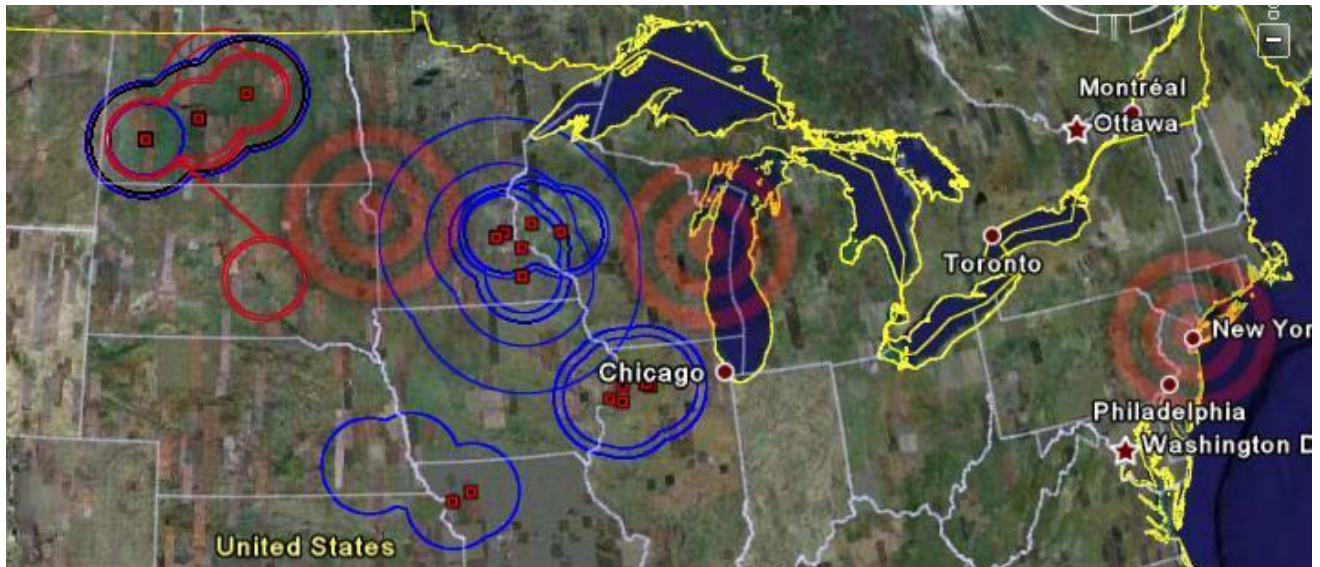 Montréal
Ottawa
Toronto
New Yor
Chicago
Philadelphia
Washington D
United States